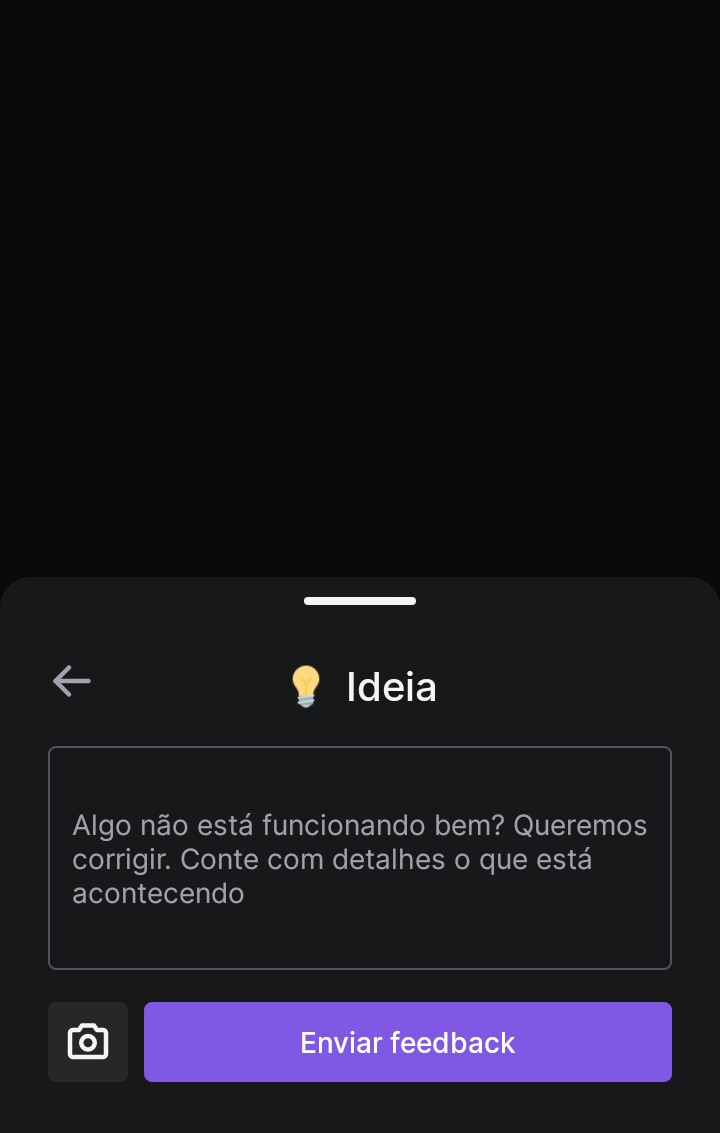 Ideia
Algo não está funcionando bem? Queremos
corrigir. Conte com detalhes o que está
acontecendo
Enviar feedback